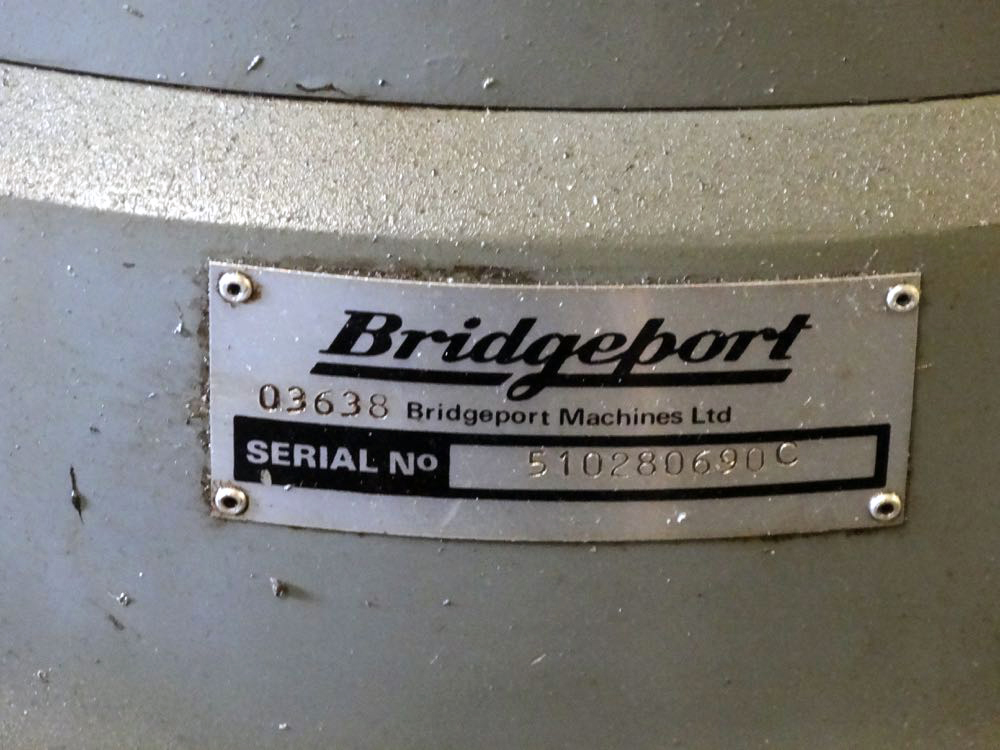 Bridgeport
03638 Bridgeport Machines Ltd
SERIAL No 510280690C